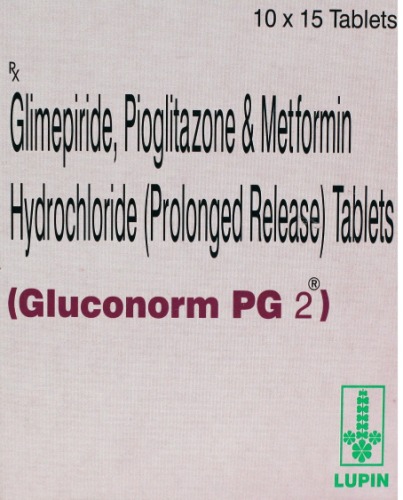 10 x 15 Tablets
Rx
Glimepiride, Pioglitazone & Metformin
Hydrochloride (Prolonged Release) Tablets
(Gluconorm PG 2®)
LUPIN